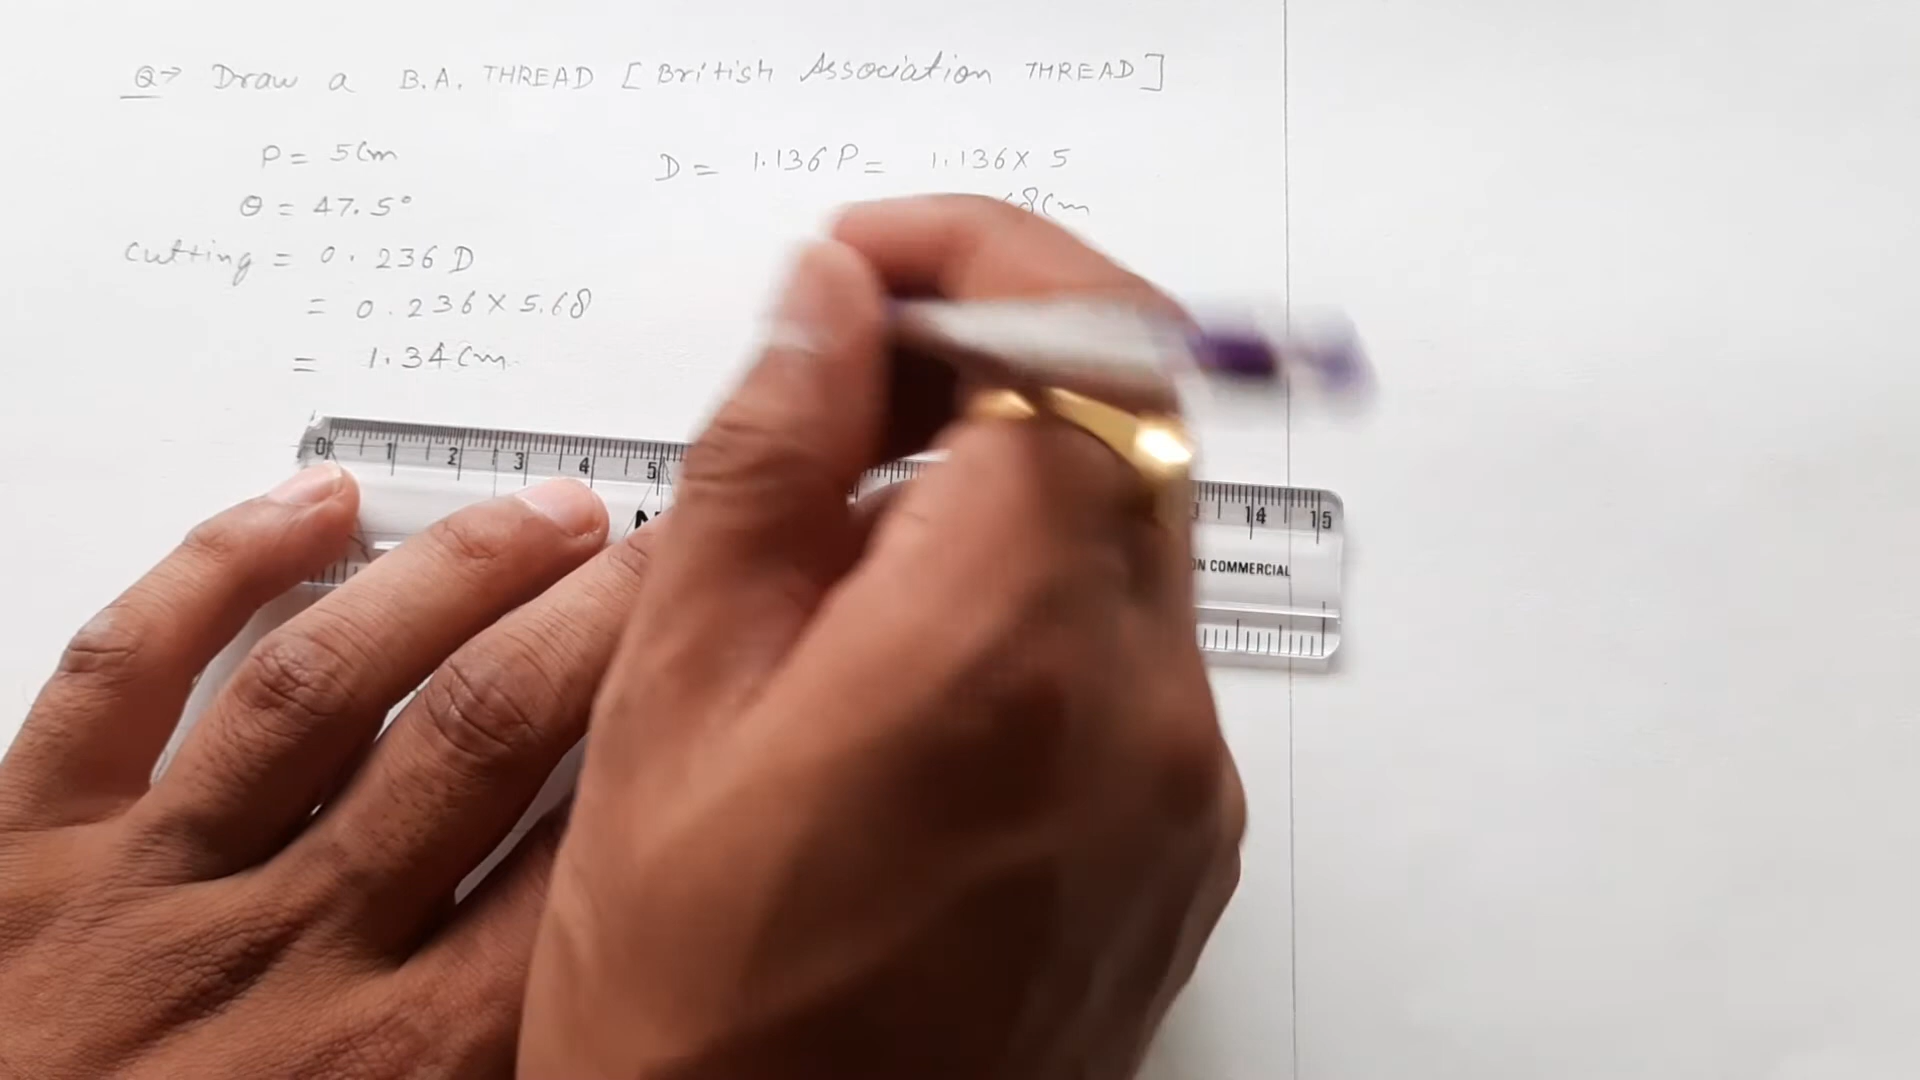 Q→ Draw a B.A. THREAD [British Association THREAD]
P = 5cm
θ = 47.5°
Cutting = 0.236 D
= 0.236 × 5.68
= 1.34 cm
D = 1.136 P = 1.136 × 5
8cm
0 1 2 3 4 5 14 15
COMMERCIAL